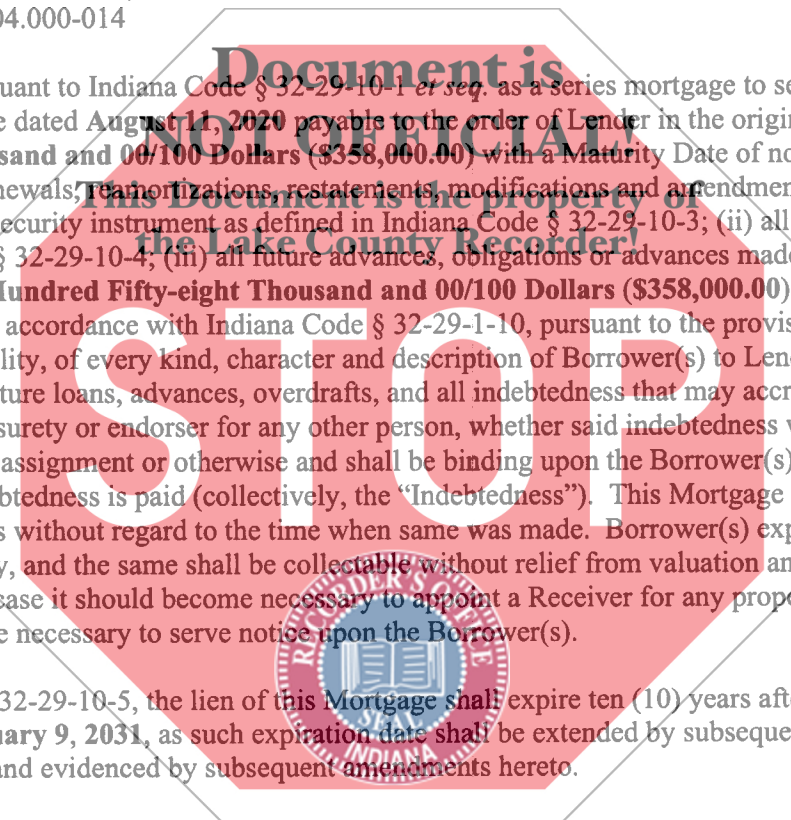 04.000-014
Document is
uant to Indiana Code § 32-29-10-1 et seq. as a series mortgage to se
e dated August 11, 2020 payable to the order of Lender in the origin
NOT OFFICIAL!
usand and 00/100 Dollars ($358,000.00) with a Maturity Date of no
newals, reamortizations, restatements, modifications and amendmen
This Document is the property of
ecurity instrument as defined in Indiana Code § 32-29-10-3; (ii) all
the Lake County Recorder!
§ 32-29-10-4; (iii) all future advances, obligations or advances made
Hundred Fifty-eight Thousand and 00/100 Dollars ($358,000.00)
accordance with Indiana Code § 32-29-1-10, pursuant to the provis
lity, of every kind, character and description of Borrower(s) to Len
ture loans, advances, overdrafts, and all indebtedness that may accr
STOP
surety or endorser for any other person, whether said indebtedness v
assignment or otherwise and shall be binding upon the Borrower(s)
btedness is paid (collectively, the “Indebtedness”). This Mortgage
s without regard to the time when same was made. Borrower(s) exp
y, and the same shall be collectable without relief from valuation an
case it should become necessary to appoint a Receiver for any prope
e necessary to serve notice upon the Borrower(s).
RECORDER'S OFFICE
SEAL
INDIANA
32-29-10-5, the lien of this Mortgage shall expire ten (10) years afte
uary 9, 2031, as such expiration date shall be extended by subseque
and evidenced by subsequent amendments hereto.